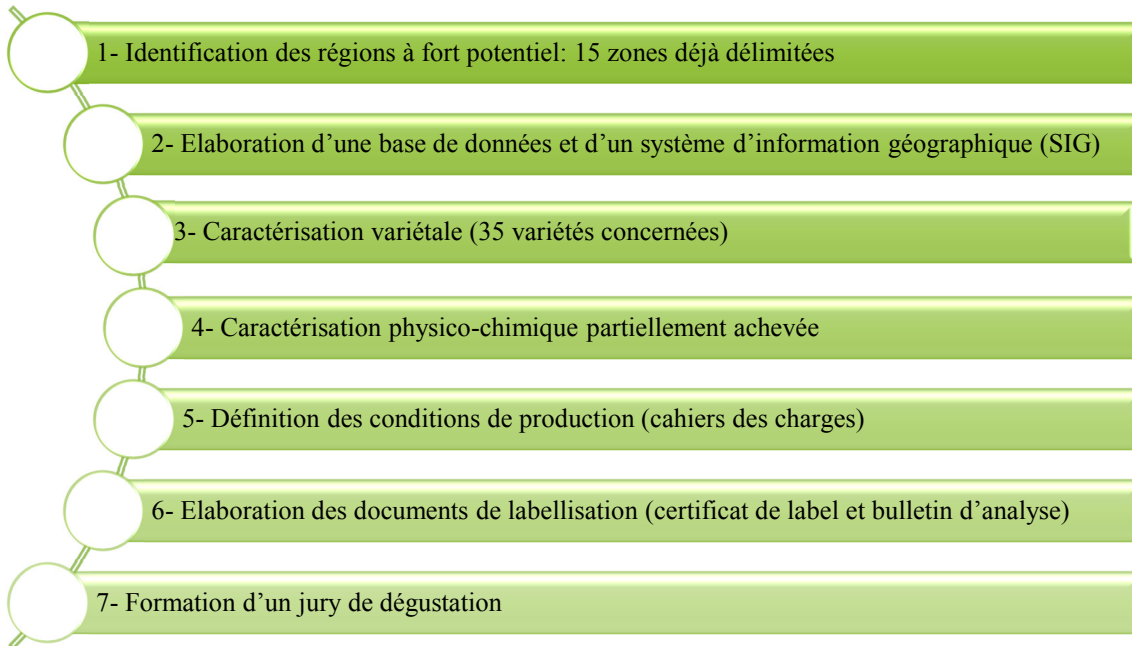 1- Identification des régions à fort potentiel: 15 zones déjà délimitées
2- Elaboration d’une base de données et d’un système d’information géographique (SIG)
3- Caractérisation variétale (35 variétés concernées)
4- Caractérisation physico-chimique partiellement achevée
5- Définition des conditions de production (cahiers des charges)
6- Elaboration des documents de labellisation (certificat de label et bulletin d’analyse)
7- Formation d’un jury de dégustation